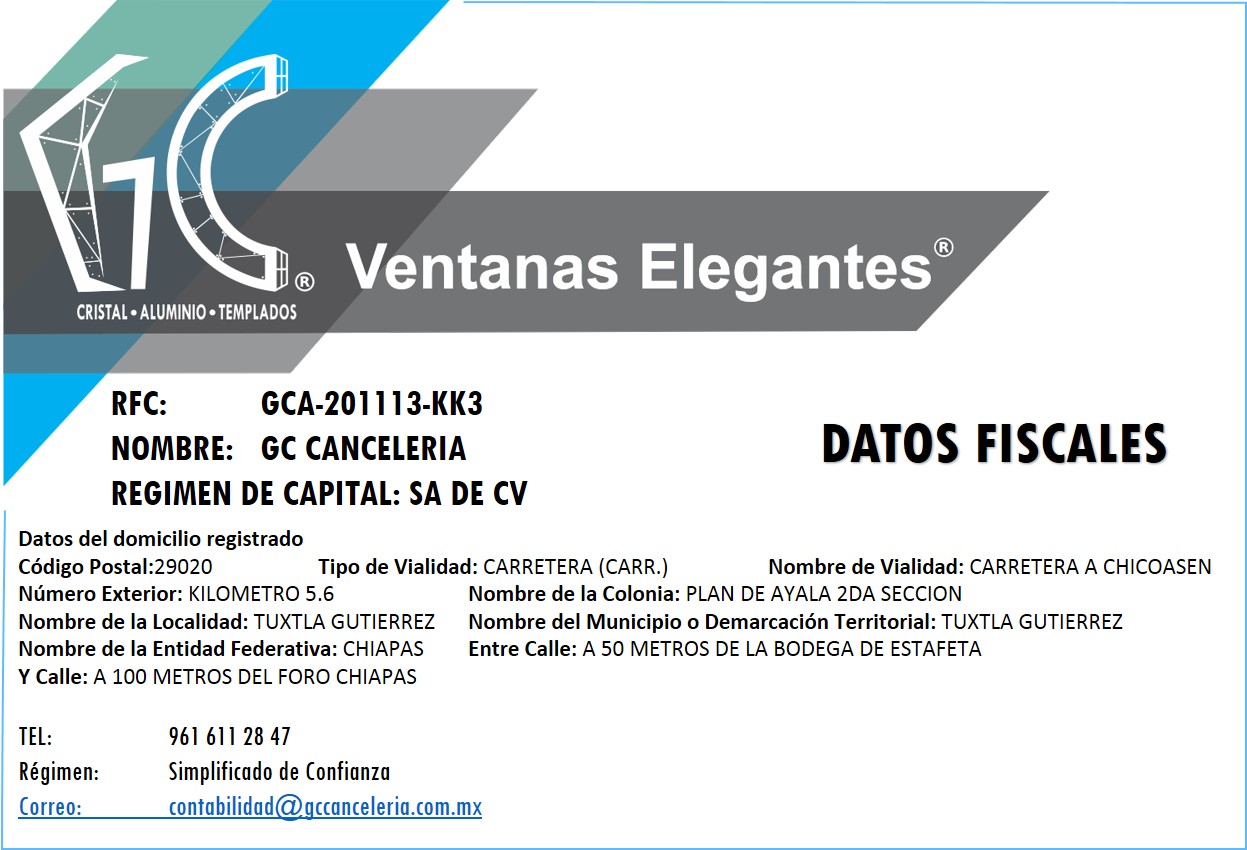 GC®
CRISTAL • ALUMINIO • TEMPLADOS
Ventanas Elegantes®
RFC: GCA-201113-KK3
NOMBRE: GC CANCELERIA
REGIMEN DE CAPITAL: SA DE CV
DATOS FISCALES
Datos del domicilio registrado
Código Postal:29020 Tipo de Vialidad: CARRETERA (CARR.) Nombre de Vialidad: CARRETERA A CHICOASEN
Número Exterior: KILOMETRO 5.6 Nombre de la Colonia: PLAN DE AYALA 2DA SECCION
Nombre de la Localidad: TUXTLA GUTIERREZ Nombre del Municipio o Demarcación Territorial: TUXTLA GUTIERREZ
Nombre de la Entidad Federativa: CHIAPAS Entre Calle: A 50 METROS DE LA BODEGA DE ESTAFETA
Y Calle: A 100 METROS DEL FORO CHIAPAS
TEL: 961 611 28 47
Régimen: Simplificado de Confianza
Correo: contabilidad@gccanceleria.com.mx